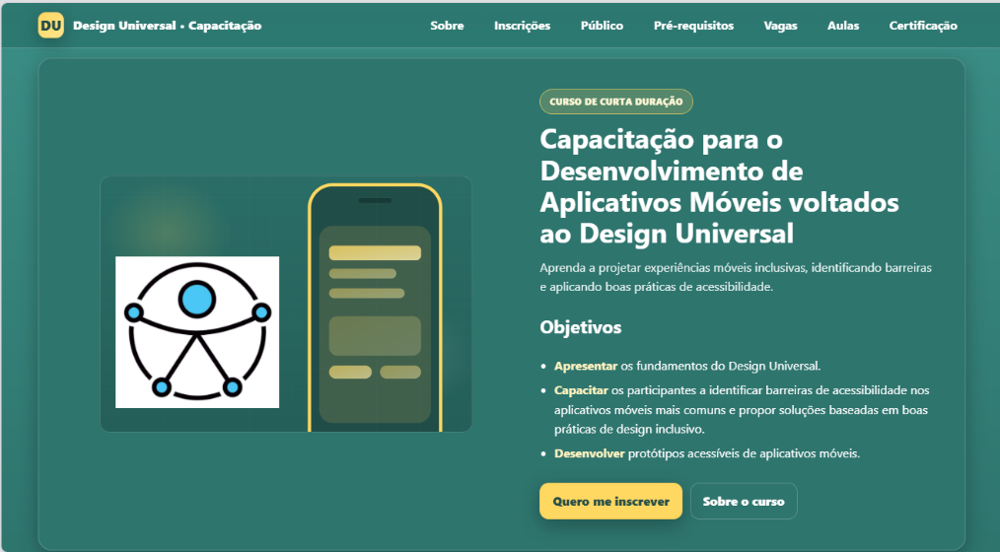 DU Design Universal • Capacitação Sobre Inscrições Público Pré-requisitos Vagas Aulas Certificação
CURSO DE CURTA DURAÇÃO
Capacitação para o
Desenvolvimento de
Aplicativos Móveis voltados
ao Design Universal
Aprenda a projetar experiências móveis inclusivas, identificando barreiras
e aplicando boas práticas de acessibilidade.
Objetivos
• Apresentar os fundamentos do Design Universal.
• Capacitar os participantes a identificar barreiras de acessibilidade nos
aplicativos móveis mais comuns e propor soluções baseadas em boas
práticas de design inclusivo.
• Desenvolver protótipos acessíveis de aplicativos móveis.
Quero me inscrever Sobre o curso